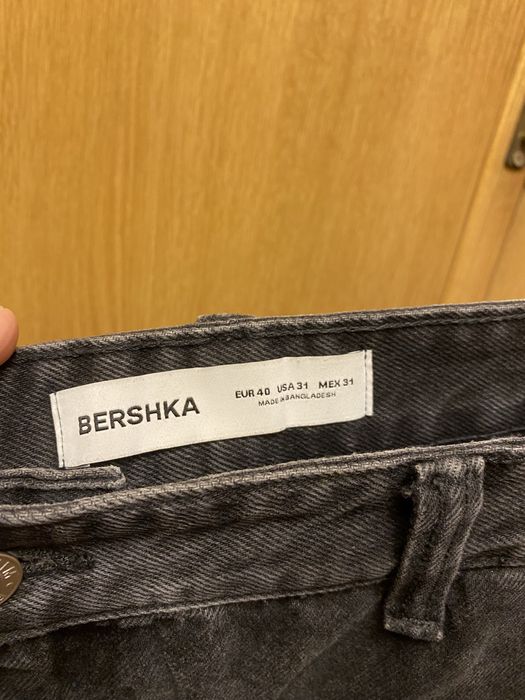 BERSHKA
EUR 40 USA 31 MEX 31
MADE IN BANGLADESH